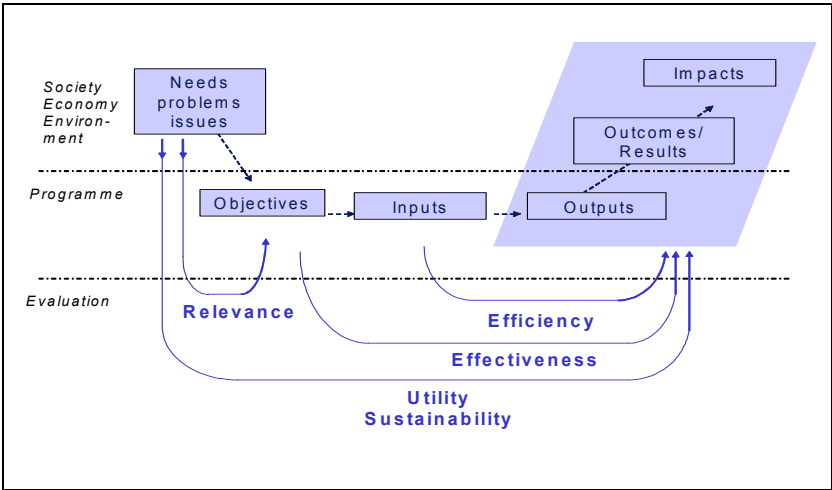 Society
Economy
Environ-
ment
Needs
problems
issues
Impacts
Outcomes/
Results
Programme
Objectives
Inputs
Outputs
Evaluation
Relevance
Efficiency
Effectiveness
Utility
Sustainability